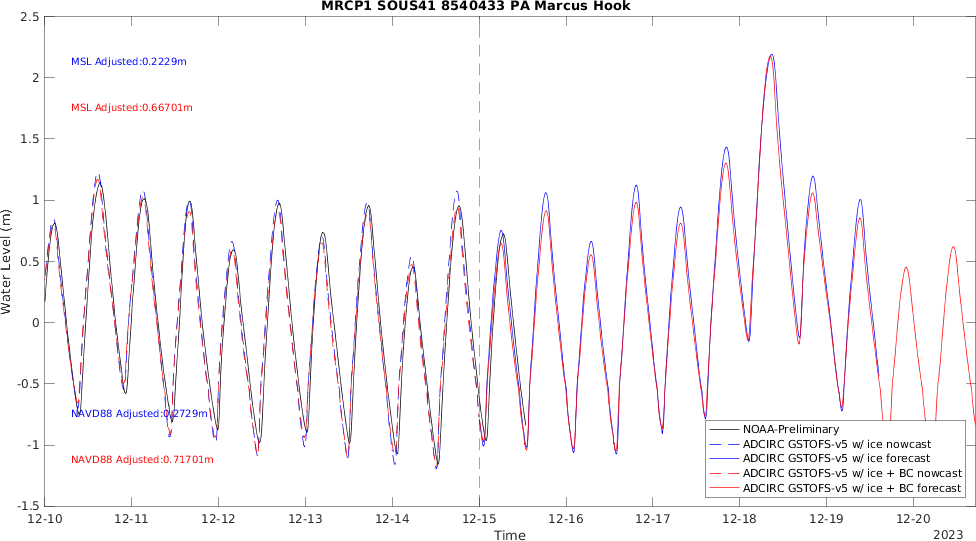 MRCP1 SOUS41 8540433 PA Marcus Hook
2.5
MSL Adjusted:0.2229m
2
MSL Adjusted:0.66701m
1.5
1
0.5
Water Level (m)
0
-0.5
NAVD88 Adjusted:0.2729m
-1
NAVD88 Adjusted:0.71701m
-1.5
NOAA-Preliminary
ADCIRC GSTOFS-v5 w/ ice nowcast
ADCIRC GSTOFS-v5 w/ ice forecast
ADCIRC GSTOFS-v5 w/ ice + BC nowcast
ADCIRC GSTOFS-v5 w/ ice + BC forecast
12-10 12-11 12-12 12-13 12-14 12-15 12-16 12-17 12-18 12-19 12-20
Time
2023